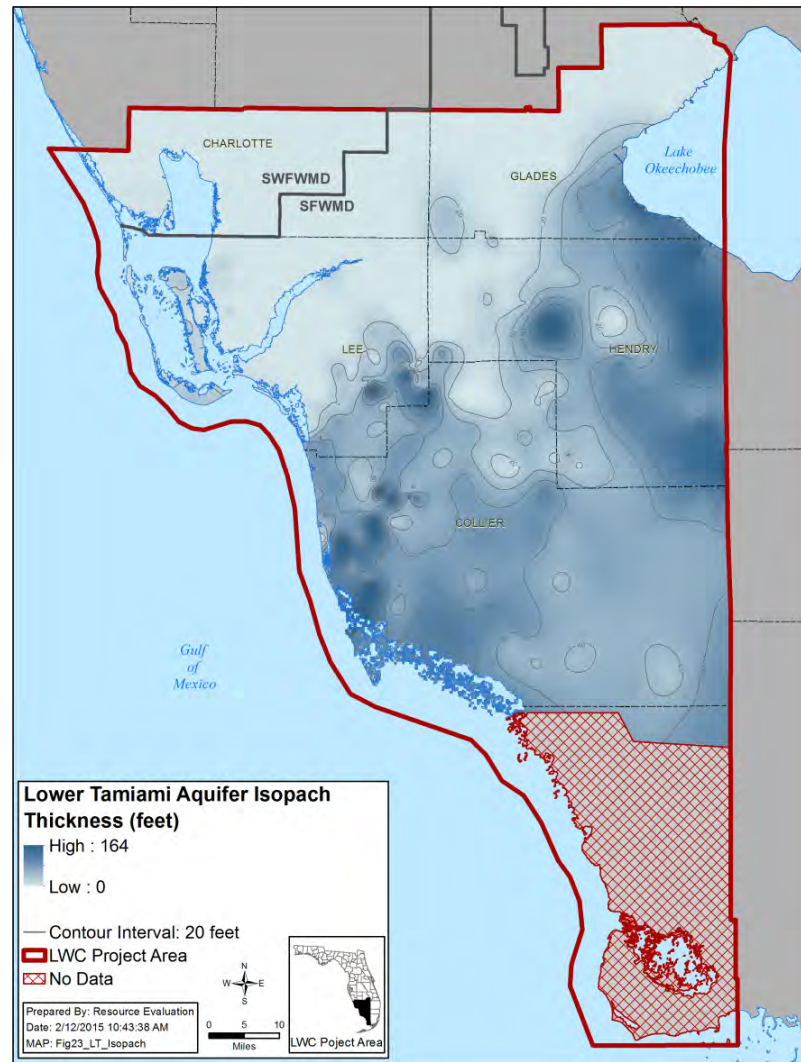 CHARLOTTE
SWFWMD
SFWMD
GLADES
Lake
Okeechobee
LEE
HENDRY
COLLIER
Gulf
of
Mexico
Lower Tamiami Aquifer Isopach
Thickness (feet)
High : 164
Low : 0
Contour Interval: 20 feet
LWC Project Area
No Data
N
W
E
S
Prepared By: Resource Evaluation
Date: 2/12/2015 10:43:38 AM
MAP: Fig23_LT_Isopach
0 5 10
Miles
LWC Poject Area